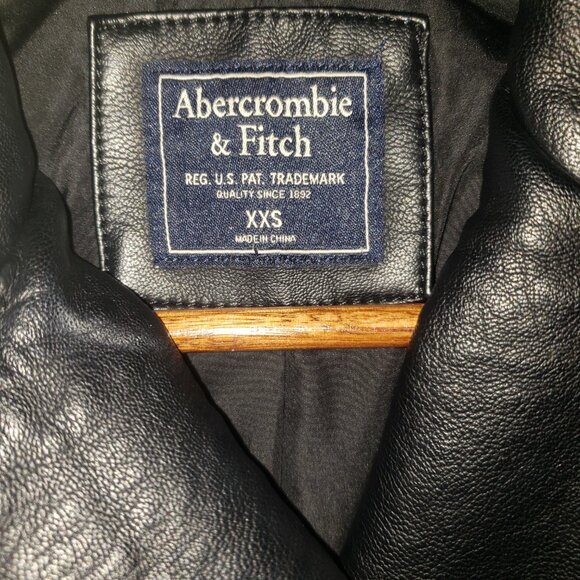 Abercrombie
& Fitch
REG. U.S. PAT. TRADEMARK
QUALITY SINCE 1892
XXS
MADE IN CHINA